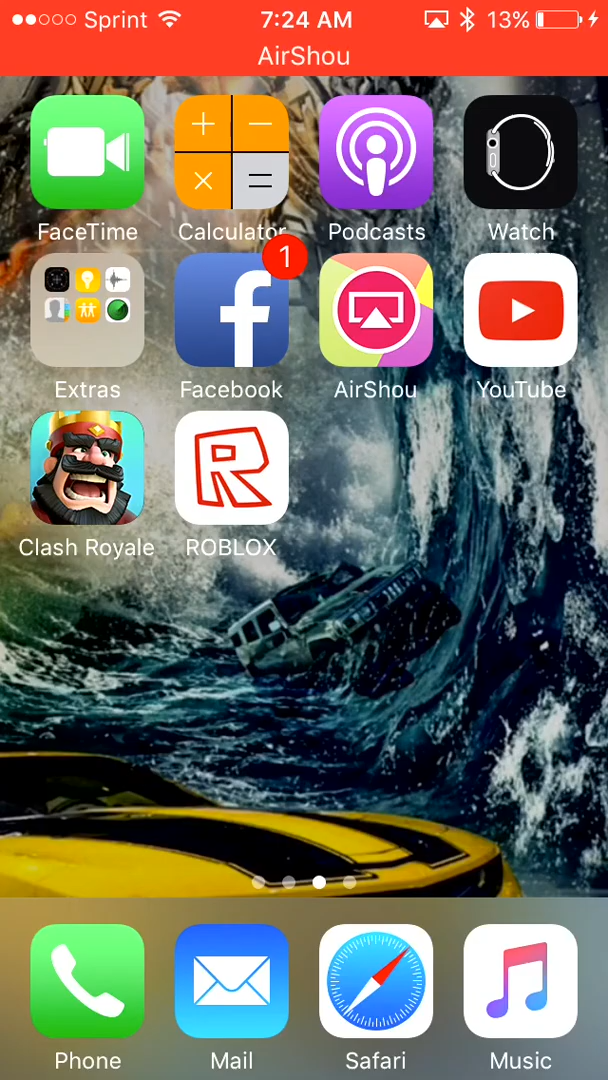 Sprint 7:24 AM 13%
AirShou
FaceTime Calculator Podcasts Watch
1
Extras Facebook AirShou YouTube
Clash Royale ROBLOX
Phone Mail Safari Music